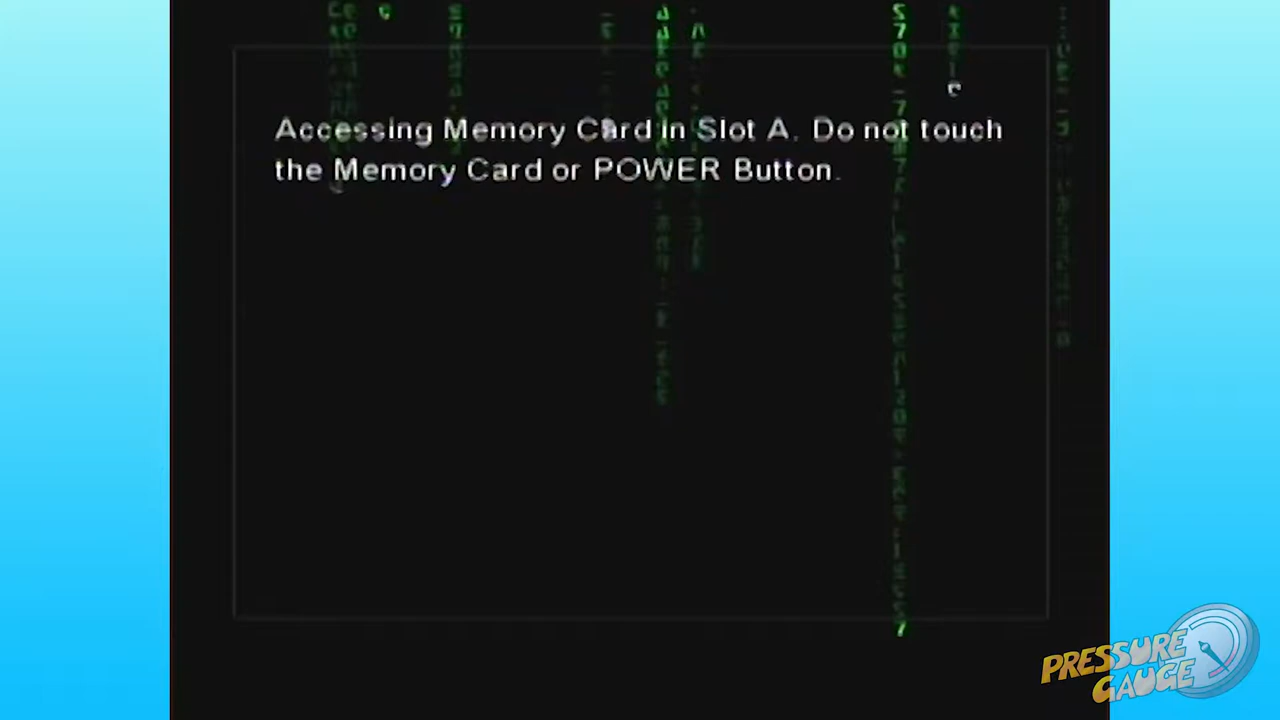 Accessing Memory Card in Slot A. Do not touch
the Memory Card or POWER Button.
PRESSURE
GAUGE